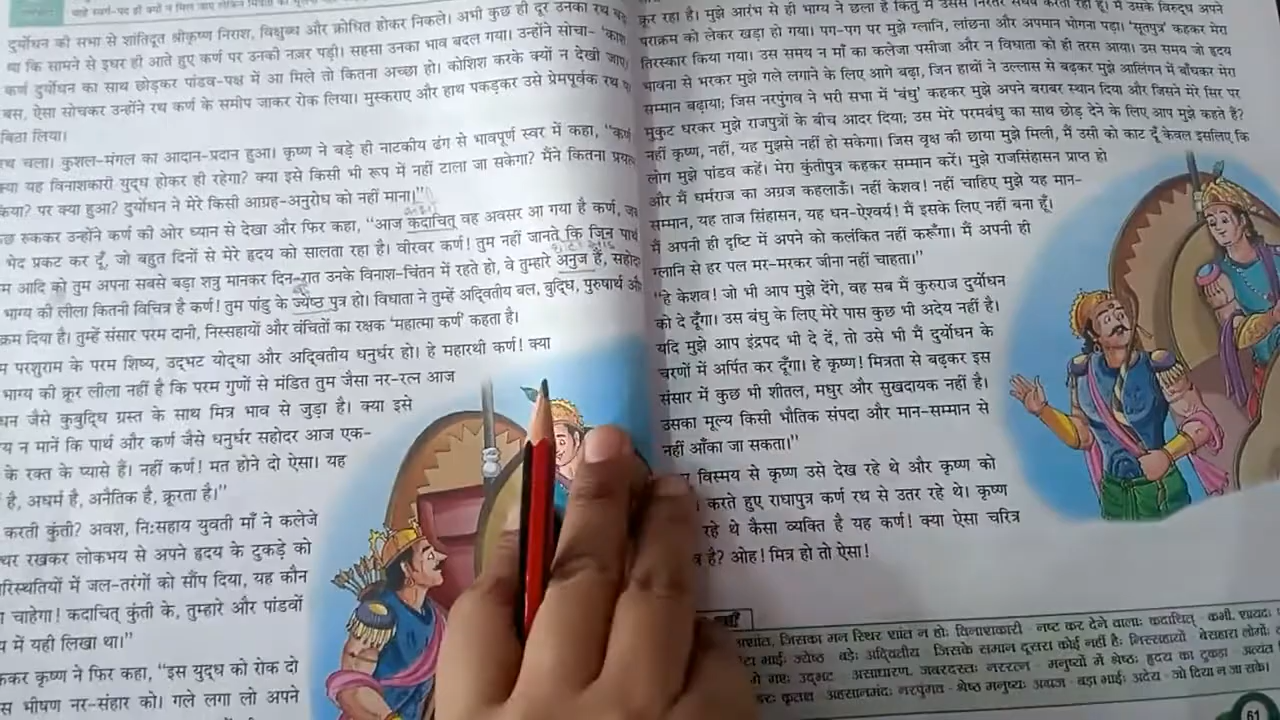 दुर्योधन की सभा से शांतिदूत श्रीकृष्ण निराश, विक्षुब्ध और क्रोधित होकर निकले। अभी कुछ ही दूर उनका रथ बढ़
था कि सामने से इधर ही आते हुए कर्ण पर उनकी नज़र पड़ी। सहसा उनका भाव बदल गया। उन्होंने सोचा- 'काश
कर्ण दुर्योधन का साथ छोड़कर पांडव-पक्ष में आ मिले तो कितना अच्छा हो। कोशिश करके क्यों न देखी जाए।
बस, ऐसा सोचकर उन्होंने रथ कर्ण के समीप जाकर रोक लिया। मुस्कराए और हाथ पकड़कर उसे प्रेमपूर्वक रथ
बिठा लिया।
रथ चला। कुशल-मंगल का आदान-प्रदान हुआ। कृष्ण ने बड़े ही नाटकीय ढंग से भावपूर्ण स्वर में कहा, "कर्ण
क्या यह विनाशकारी युद्ध होकर ही रहेगा? क्या इसे किसी भी रूप में नहीं टाला जा सकेगा? मैंने कितना प्रयत्न
किया? पर क्या हुआ? दुर्योधन ने मेरे किसी आग्रह-अनुरोध को नहीं माना।"
छ रुककर उन्होंने कर्ण की ओर ध्यान से देखा और फिर कहा, "आज कदाचित् वह अवसर आ गया है कर्ण, जब
भेद प्रकट कर दूँ, जो बहुत दिनों से मेरे हृदय को सालता रहा है। वीरवर कर्ण! तुम नहीं जानते कि जिन पार्थ
म आदि को तुम अपना सबसे बड़ा शत्रु मानकर दिन-रात उनके विनाश-चिंतन में रहते हो, वे तुम्हारे अनुज हैं, सहोदर
भाग्य की लीला कितनी विचित्र है कर्ण! तुम पांडु के ज्येष्ठ पुत्र हो। विधाता ने तुम्हें अद्वितीय बल, बुद्धि, पुरुषार्थ और
क्रम दिया है। तुम्हें संसार परम दानी, निस्सहायों और वंचितों का रक्षक 'महात्मा कर्ण' कहता है।
म परशुराम के परम शिष्य, उद्भट योद्धा और अद्वितीय धनुर्धर हो। हे महारथी कर्ण! क्या
भाग्य की क्रूर लीला नहीं है कि परम गुणों से मंडित तुम जैसा नर-रत्न आज
धन जैसे कुबुद्धि ग्रस्त के साथ मित्र भाव से जुड़ा है। क्या इसे
य न मानें कि पार्थ और कर्ण जैसे धनुर्धर सहोदर आज एक-
के रक्त के प्यासे हैं। नहीं कर्ण! मत होने दो ऐसा। यह
है, अधर्म है, अनैतिक है, क्रूरता है।"
करती कुंती? अवश, निःसहाय युवती माँ ने कलेजे
थर रखकर लोकभय से अपने हृदय के टुकड़े को
रिस्थितियों में जल-तरंगों को सौंप दिया, यह कौन
चाहेगा! कदाचित् कुंती के, तुम्हारे और पांडवों
य में यही लिखा था।"
ककर कृष्ण ने फिर कहा, "इस युद्ध को रोक दो
स भीषण नर-संहार को। गले लगा लो अपने
क्रूर रहा है। मुझे आरंभ से ही भाग्य ने छला है किंतु मैं उससे निरंतर संघर्ष करता रहा हूँ। मैं उसके विरुद्ध अपने
पराक्रम को लेकर खड़ा हो गया। पग-पग पर मुझे ग्लानि, लांछना और अपमान भोगना पड़ा। 'सूतपुत्र' कहकर मेरा
तिरस्कार किया गया। उस समय न माँ का कलेजा पसीजा और न विधाता को ही तरस आया। उस समय जो हृदय
भावना से भरकर मुझे गले लगाने के लिए आगे बढ़ा, जिन हाथों ने उल्लास से बढ़कर मुझे आलिंगन में बाँधकर मेरा
सम्मान बढ़ाया; जिस नरपुंगव ने भरी सभा में 'बंधु' कहकर मुझे अपने बराबर स्थान दिया और जिसने मेरे सिर पर
मुकुट धरकर मुझे राजपुत्रों के बीच आदर दिया; उस मेरे परमबंधु का साथ छोड़ देने के लिए आप मुझे कहते हैं?
नहीं कृष्ण, नहीं, यह मुझसे नहीं हो सकेगा। जिस वृक्ष की छाया मुझे मिली, मैं उसी को काट दूँ केवल इसलिए कि
लोग मुझे पांडव कहें। मेरा कुंतीपुत्र कहकर सम्मान करें। मुझे राजसिंहासन प्राप्त हो
और मैं धर्मराज का अग्रज कहलाऊँ। नहीं केशव! नहीं चाहिए मुझे यह मान-
सम्मान, यह ताज सिंहासन, यह धन-ऐश्वर्य! मैं इसके लिए नहीं बना हूँ।
मैं अपनी ही दृष्टि में अपने को कलंकित नहीं करूँगा। मैं अपनी ही
ग्लानि से हर पल मर-मरकर जीना नहीं चाहता।"
"हे केशव! जो भी आप मुझे देंगे, वह सब मैं कुरुराज दुर्योधन
को दे दूँगा। उस बंधु के लिए मेरे पास कुछ भी अदेय नहीं है।
यदि मुझे आप इंद्रपद भी दे दें, तो उसे भी मैं दुर्योधन के
चरणों में अर्पित कर दूँगा। हे कृष्ण! मित्रता से बढ़कर इस
संसार में कुछ भी शीतल, मधुर और सुखदायक नहीं है।
उसका मूल्य किसी भौतिक संपदा और मान-सम्मान से
नहीं आँका जा सकता।"
विस्मय से कृष्ण उसे देख रहे थे और कृष्ण को
करते हुए राधापुत्र कर्ण रथ से उतर रहे थे। कृष्ण
रहे थे कैसा व्यक्ति है यह कर्ण! क्या ऐसा चरित्र
है? ओह! मित्र हो तो ऐसा!
अशांत, जिसका मन स्थिर शांत न हो; विनाशकारी - नष्ट कर देने वाला; कदाचित् - कभी, शायद;
भाई; ज्येष्ठ - बड़े; अद्वितीय - जिसके समान दूसरा कोई नहीं है; निस्सहायों - बेसहारा लोगों;
उद्भट - असाधारण, जबरदस्त; नररत्न - मनुष्यों में श्रेष्ठ; हृदय का टुकड़ा - अत्यंत
कृतज्ञ - अहसानमंद; नरपुंगव - श्रेष्ठ मनुष्य; अग्रज - बड़ा भाई; अदेय - जो दिया न जा सके।
61